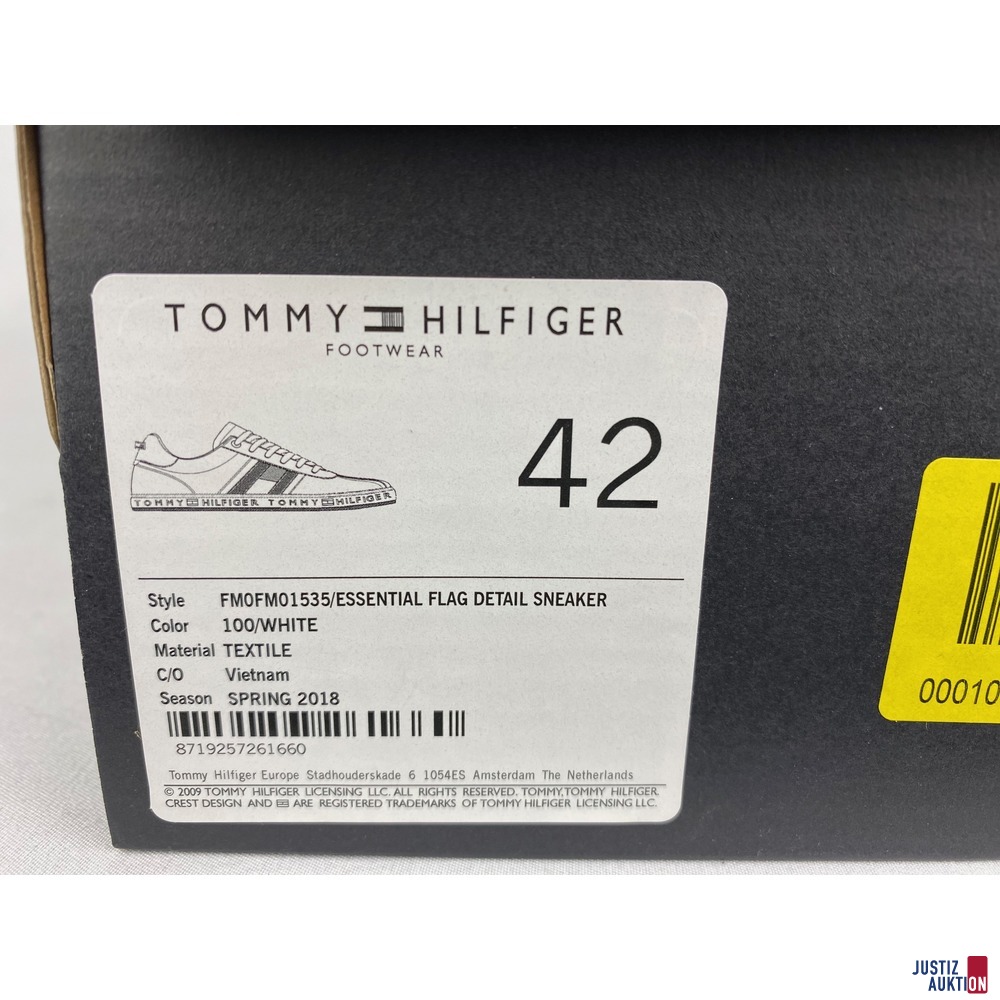 TOMMY HILFIGER
FOOTWEAR
42
TOMMY HILFIGER TOMMY HILFIGER
Style FM0FM01535/ESSENTIAL FLAG DETAIL SNEAKER
Color 100/WHITE
Material TEXTILE
C/O Vietnam
Season SPRING 2018
8719257261660
Tommy Hilfiger Europe Stadhouderskade 6 1054ES Amsterdam The Netherlands
© 2009 TOMMY HILFIGER LICENSING LLC. ALL RIGHTS RESERVED. TOMMY,TOMMY HILFIGER.
CREST DESIGN AND ARE REGISTERED TRADEMARKS OF TOMMY HILFIGER LICENSING LLC.
00010
JUSTIZ
AUKTION